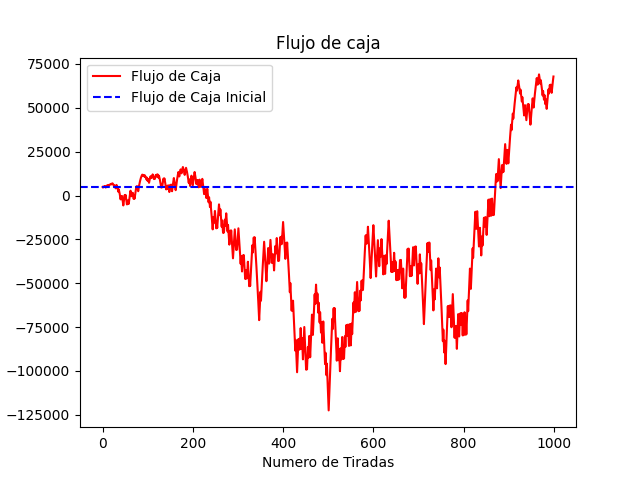 Flujo de caja
Flujo de Caja
Flujo de Caja Inicial
75000
50000
25000
0
−25000
−50000
−75000
−100000
−125000
0 200 400 600 800 1000
Numero de Tiradas